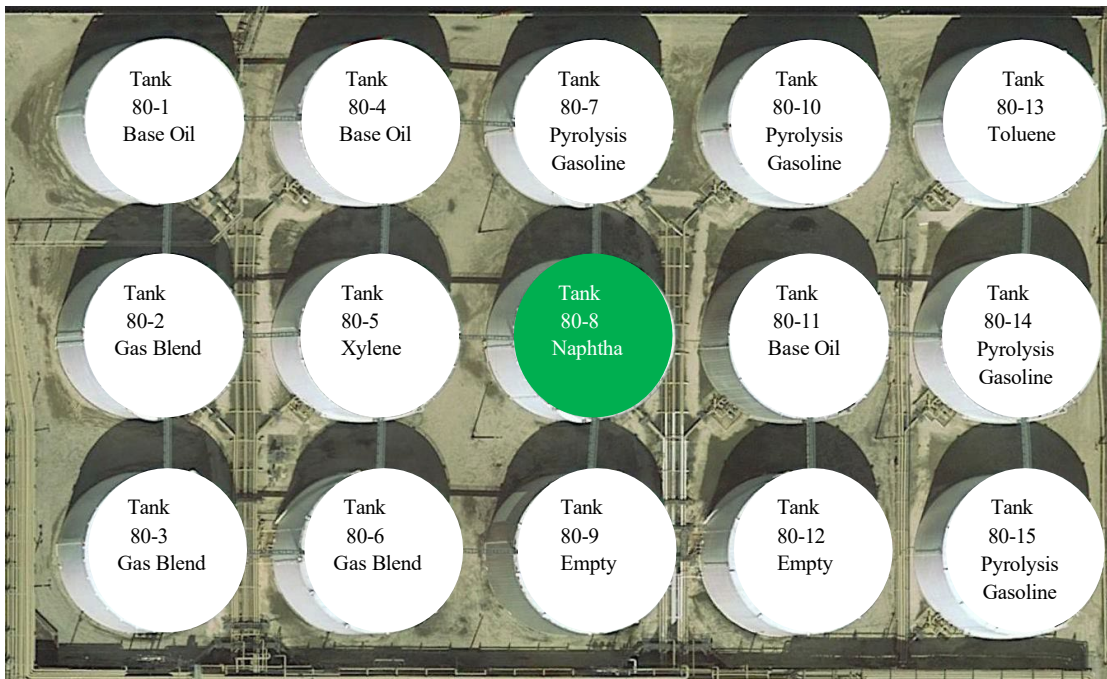 Tank
80-1
Base Oil
Tank
80-4
Base Oil
Tank
80-7
Pyrolysis
Gasoline
Tank
80-10
Pyrolysis
Gasoline
Tank
80-13
Toluene
Tank
80-2
Gas Blend
Tank
80-5
Xylene
Tank
80-8
Naphtha
Tank
80-11
Base Oil
Tank
80-14
Pyrolysis
Gasoline
Tank
80-3
Gas Blend
Tank
80-6
Gas Blend
Tank
80-9
Empty
Tank
80-12
Empty
Tank
80-15
Pyrolysis
Gasoline